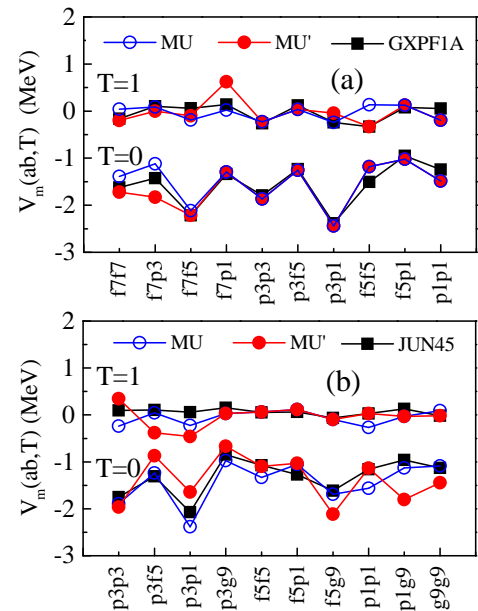 2
MU
MU'
GXPF1A
1
T=1
(a)
0
-1
T=0
-2
-3
V_m(ab,T) (MeV)
f7f7
f7p3
f7f5
f7p1
p3p3
p3f5
p3p1
f5f5
f5p1
p1p1
2
MU
MU'
JUN45
1
T=1
(b)
0
-1
T=0
-2
-3
V_m(ab,T) (MeV)
p3p3
p3f5
p3p1
p3g9
f5f5
f5p1
f5g9
p1p1
p1g9
g9g9